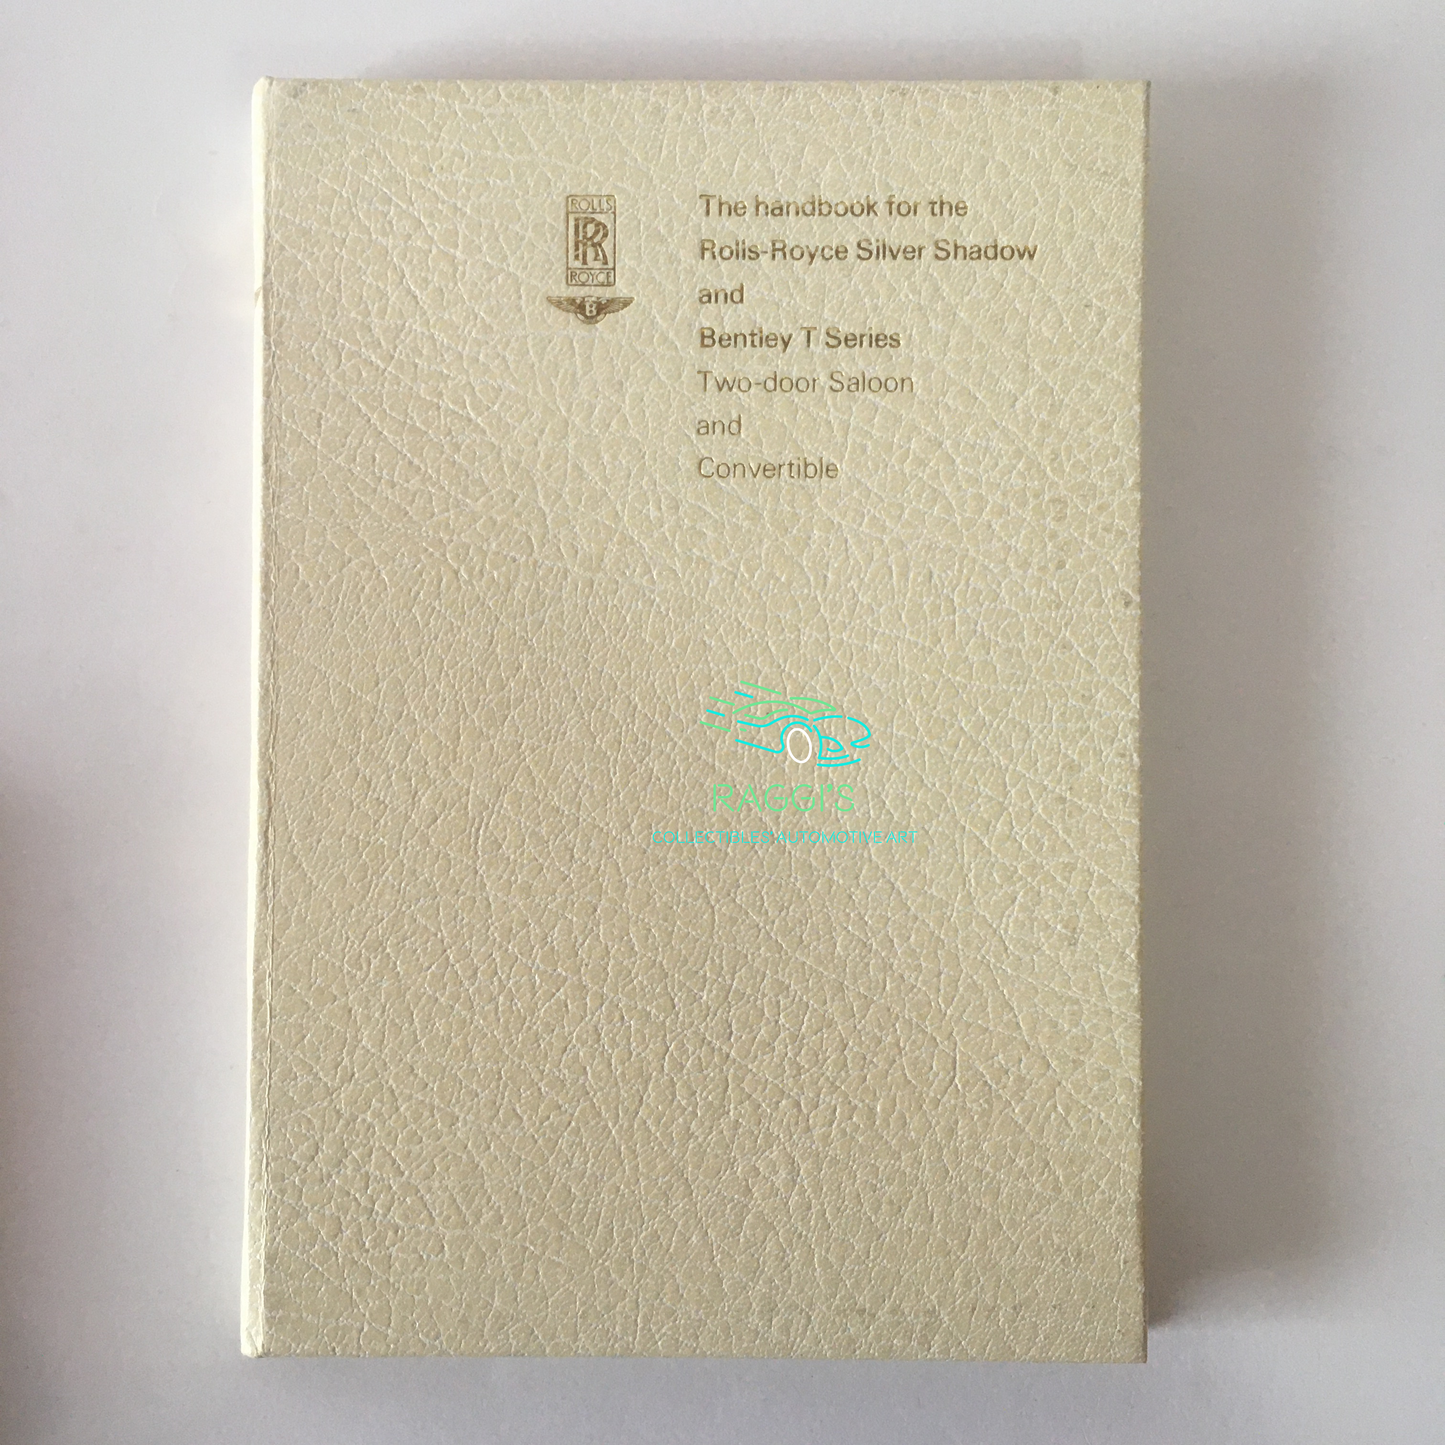 ROLLS
RR
ROYCE
B
The handbook for the
Rolls-Royce Silver Shadow
and
Bentley T Series
Two-door Saloon
and
Convertible
RAGGI'S
COLLECTIBLES'AUTOMOTIVE ART